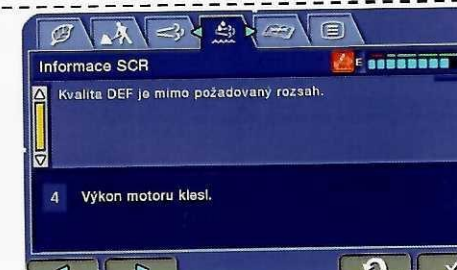 Informace SCR
E
Kvalita DEF je mimo požadovaný rozsah.
4 Výkon motoru klesl.